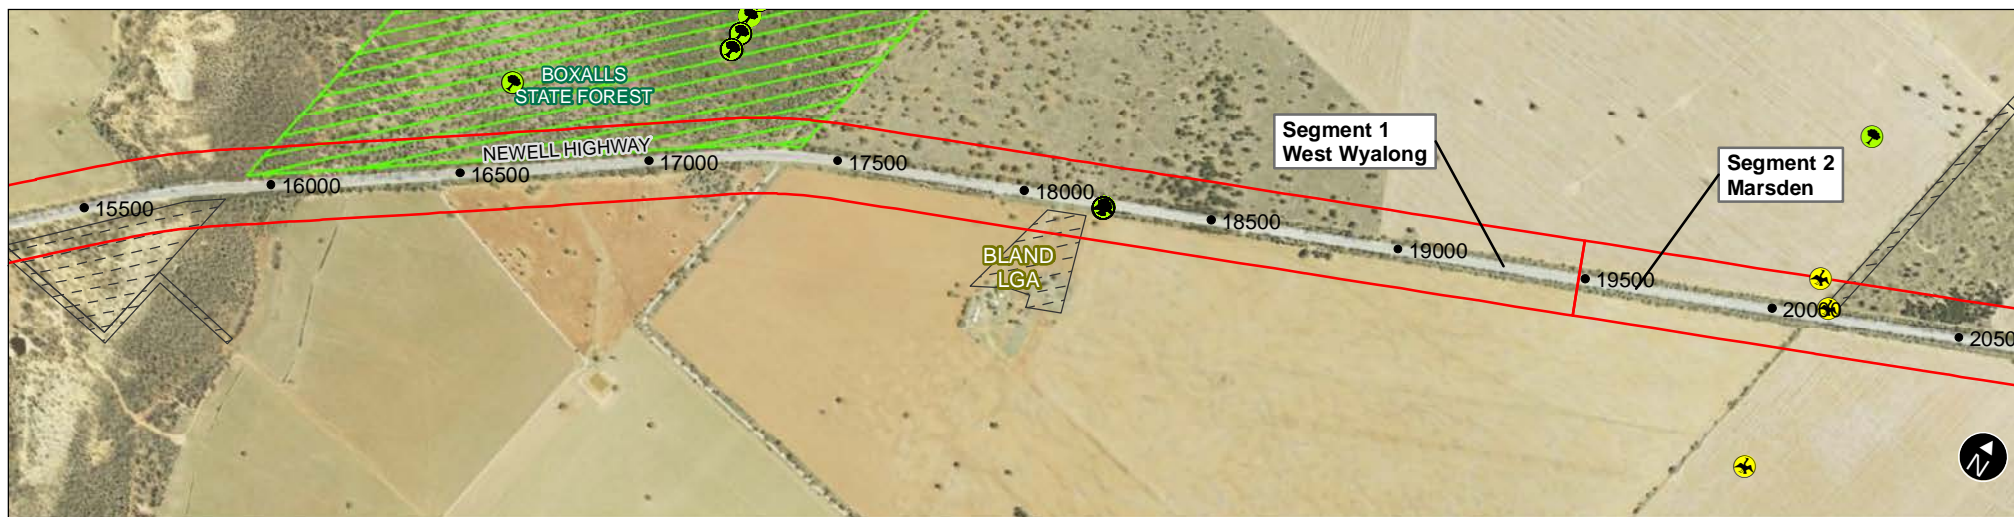 BOXALLS
STATE FOREST
NEWELL HIGHWAY
15500
16000
16500
17000
17500
18000
18500
19000
19500
20500
Segment 1
West Wyalong
Segment 2
Marsden
BLAND
LGA
N